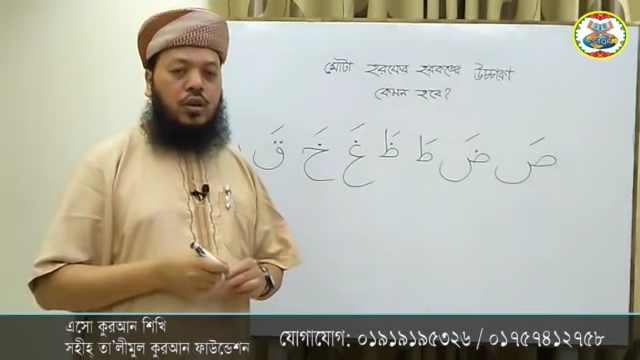 মোটা হরফের হরকতের উচ্চারণ
কেমন হবে?
صَ ضَ طَ ظَ غَ خَ قَ
এসো কুরআন শিখি
সহীহ্ তা'লীমুল কুরআন ফাউন্ডেশন
যোগাযোগ: ০১৯১৯১৯৫৩২৬ / ০১৭৫৭৪১২৭৫৮